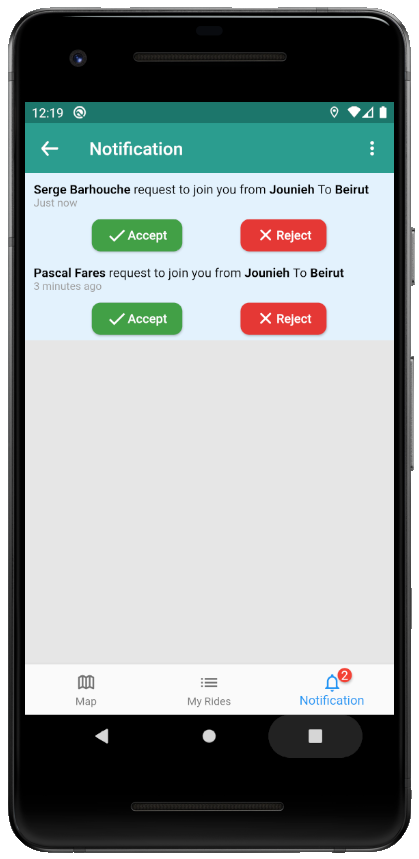 12:19
Notification
Serge Barhouche request to join you from Jounieh To Beirut
Just now
Accept
Reject
Pascal Fares request to join you from Jounieh To Beirut
3 minutes ago
Accept
Reject
2
Map
My Rides
Notification